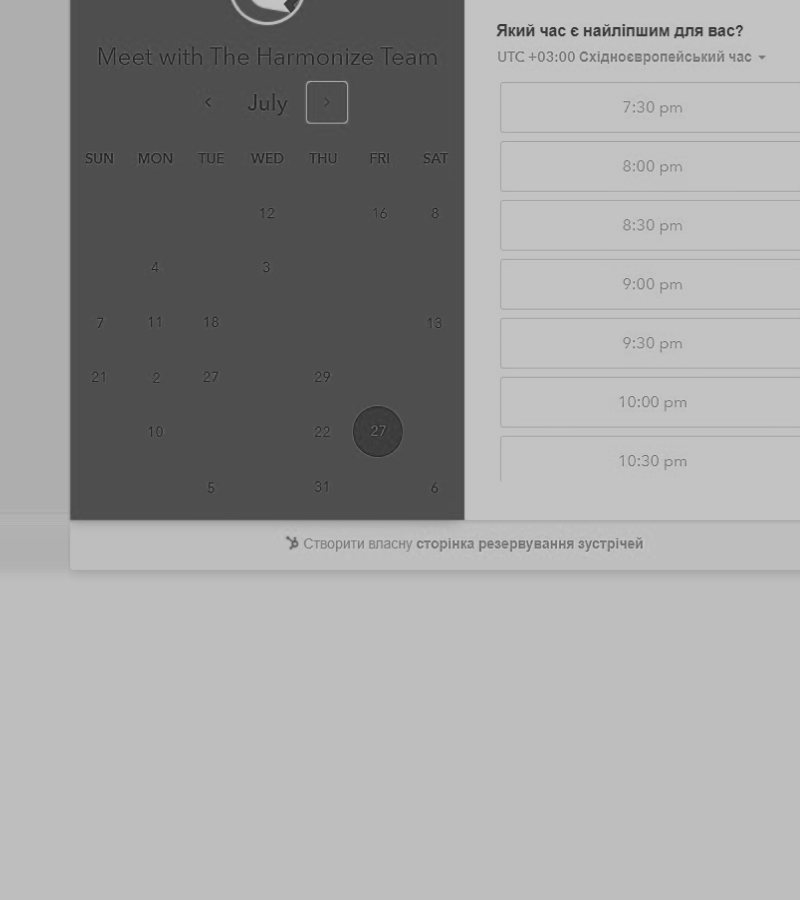 Meet with The Harmonize Team
July
SUN MON TUE WED THU FRI SAT
12 16 8
4 3
7 11 18 13
21 2 27 29
10 22 27
5 31 6
Який час є найліпшим для вас?
UTC +03:00 Східноєвропейський час
7:30 pm
8:00 pm
8:30 pm
9:00 pm
9:30 pm
10:00 pm
10:30 pm
Створити власну сторінка резервування зустрічей